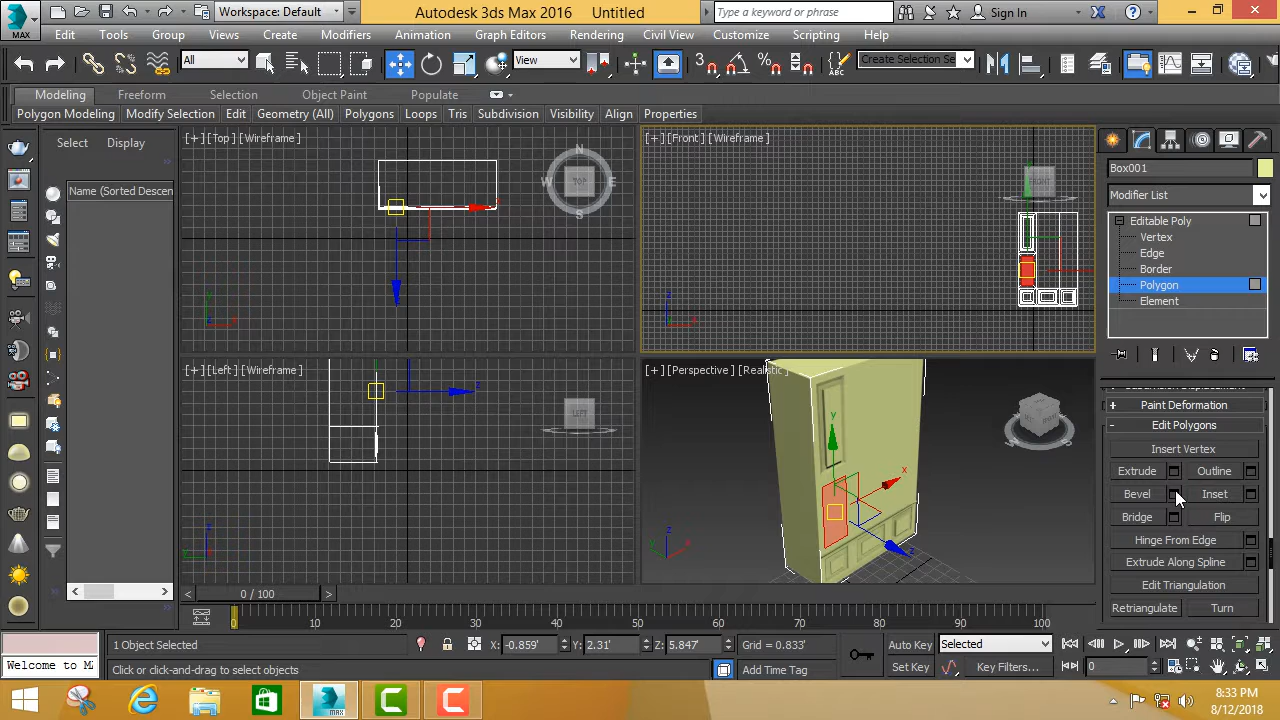 MAX
Workspace: Default
Autodesk 3ds Max 2016 Untitled
Type a keyword or phrase
Sign In
Edit Tools Group Views Create Modifiers Animation Graph Editors Rendering Civil View Customize Scripting Help
All
View
Create Selection Se
Modeling Freeform Selection Object Paint Populate
Polygon Modeling Modify Selection Edit Geometry (All) Polygons Loops Tris Subdivision Visibility Align Properties
Select Display
Name (Sorted Descen
[+] [Top] [Wireframe]
[+] [Front] [Wireframe]
[+] [Left] [Wireframe]
[+] [Perspective] [Realistic]
N
W TOP E
S
FRONT
LEFT
Box001
Modifier List
Editable Poly
Vertex
Edge
Border
Polygon
Element
Paint Deformation
Edit Polygons
Insert Vertex
Extrude Outline
Bevel Inset
Bridge Flip
Hinge From Edge
Extrude Along Spline
Edit Triangulation
Retriangulate Turn
0 / 100
0 10 20 30 40 50 60 70 80 90 100
1 Object Selected
X: -0.859' Y: 2.31' Z: 5.847' Grid = 0.833'
Auto Key Selected
Welcome to M
Click or click-and-drag to select objects
Add Time Tag
Set Key Key Filters...
0
8:33 PM
8/12/2018